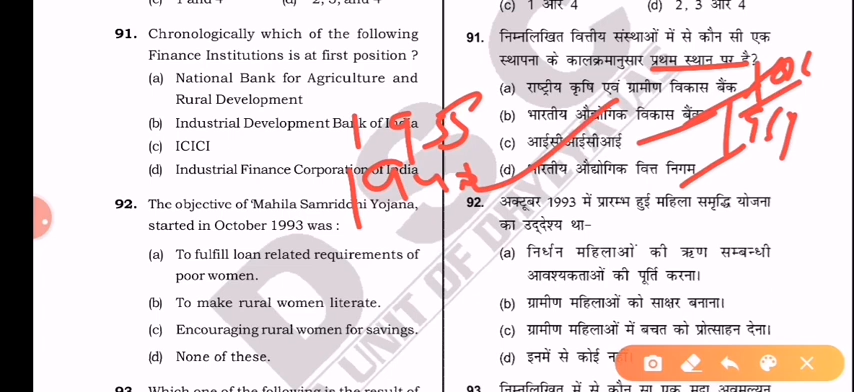 (c) 1 and 4 (d) 2, 3, and 4
91. Chronologically which of the following
Finance Institutions is at first position ?
(a) National Bank for Agriculture and
Rural Development
(b) Industrial Development Bank of India
(c) ICICI
(d) Industrial Finance Corporation of India
92. The objective of 'Mahila Samriddhi Yojana,
started in October 1993 was :
(a) To fulfill loan related requirements of
poor women.
(b) To make rural women literate.
(c) Encouraging rural women for savings.
(d) None of these.
93. Which one of the following is the result of
(c) 1 और 4 (d) 2, 3 और 4
91. निम्नलिखित वित्तीय संस्थाओं में से कौन सी एक
स्थापना के कालक्रमानुसार प्रथम स्थान पर है?
(a) राष्ट्रीय कृषि एवं ग्रामीण विकास बैंक
(b) भारतीय औद्योगिक विकास बैंक
(c) आईसीआईसीआई
(d) भारतीय औद्योगिक वित्त निगम
92. अक्टूबर 1993 में प्रारम्भ हुई महिला समृद्धि योजना
का उद्देश्य था-
(a) निर्धन महिलाओं की ऋण सम्बन्धी
आवश्यकताओं की पूर्ति करना।
(b) ग्रामीण महिलाओं को साक्षर बनाना।
(c) ग्रामीण महिलाओं में बचत को प्रोत्साहन देना।
(d) इनमें से कोई नहीं।
93. निम्नलिखित में से कौन सा एक मुद्रा अवमूल्यन
1955
DSC
UNIT OF